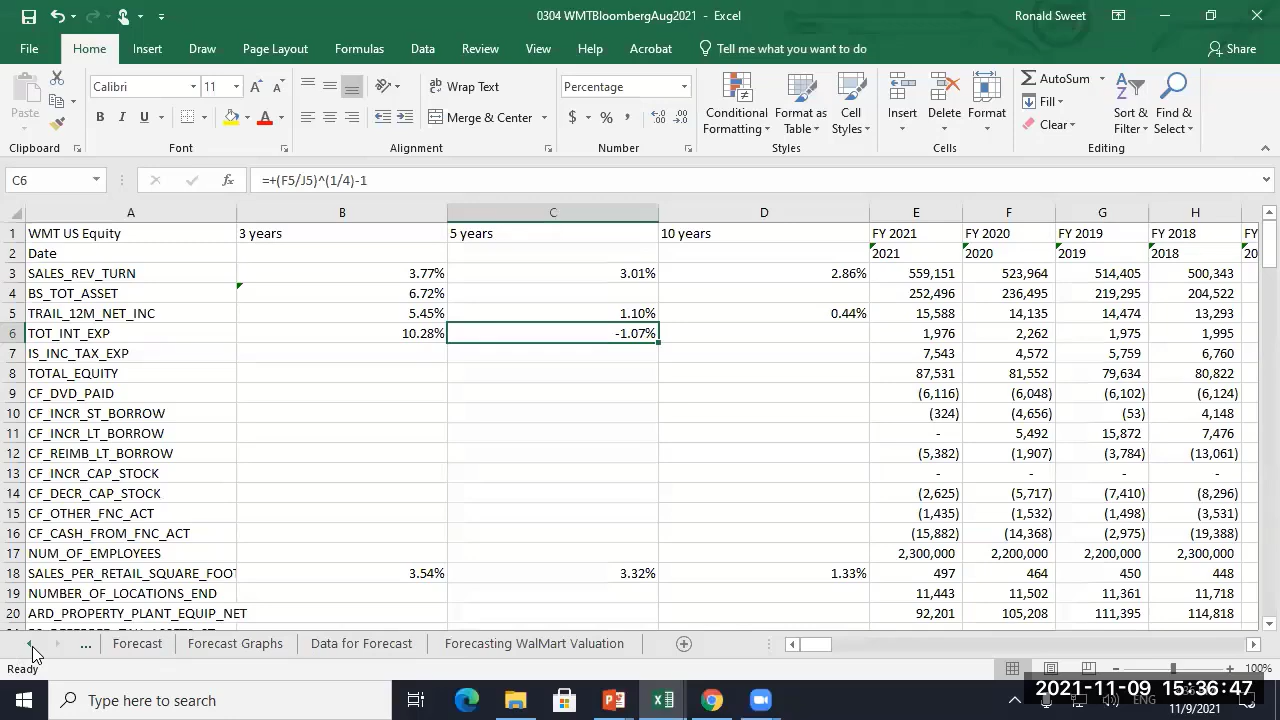 0304 WMTBloombergAug2021 - Excel
Ronald Sweet
File Home Insert Draw Page Layout Formulas Data Review View Help Acrobat Tell me what you want to do Share
Calibri 11 Wrap Text Percentage AutoSum
Paste B I U Merge & Center $ % , Conditional Formatting Format as Table Cell Styles Insert Delete Format Fill Clear Sort & Filter Find & Select
Clipboard Font Alignment Number Styles Cells Editing
C6 fx =+(F5/J5)^(1/4)-1
A B C D E F G H
1 WMT US Equity 3 years 5 years 10 years FY 2021 FY 2020 FY 2019 FY 2018 FY
2 Date 2021 2020 2019 2018 20
3 SALES_REV_TURN 3.77% 3.01% 2.86% 559,151 523,964 514,405 500,343
4 BS_TOT_ASSET 6.72% 252,496 236,495 219,295 204,522
5 TRAIL_12M_NET_INC 5.45% 1.10% 0.44% 15,588 14,135 14,474 13,293
6 TOT_INT_EXP 10.28% -1.07% 1,976 2,262 1,975 1,995
7 IS_INC_TAX_EXP 7,543 4,572 5,759 6,760
8 TOTAL_EQUITY 87,531 81,552 79,634 80,822
9 CF_DVD_PAID (6,116) (6,048) (6,102) (6,124)
10 CF_INCR_ST_BORROW (324) (4,656) (53) 4,148
11 CF_INCR_LT_BORROW - 5,492 15,872 7,476
12 CF_REIMB_LT_BORROW (5,382) (1,907) (3,784) (13,061)
13 CF_INCR_CAP_STOCK - - - -
14 CF_DECR_CAP_STOCK (2,625) (5,717) (7,410) (8,296)
15 CF_OTHER_FNC_ACT (1,435) (1,532) (1,498) (3,531)
16 CF_CASH_FROM_FNC_ACT (15,882) (14,368) (2,975) (19,388)
17 NUM_OF_EMPLOYEES 2,300,000 2,200,000 2,200,000 2,300,000
18 SALES_PER_RETAIL_SQUARE_FOOT 3.54% 3.32% 1.33% 497 464 450 448
19 NUMBER_OF_LOCATIONS_END 11,443 11,502 11,361 11,718
20 ARD_PROPERTY_PLANT_EQUIP_NET 92,201 105,208 111,395 114,818
... Forecast Forecast Graphs Data for Forecast Forecasting WalMart Valuation
Ready 100%
Type here to search
2021-11-09 15:36:47
ENG
11/9/2021